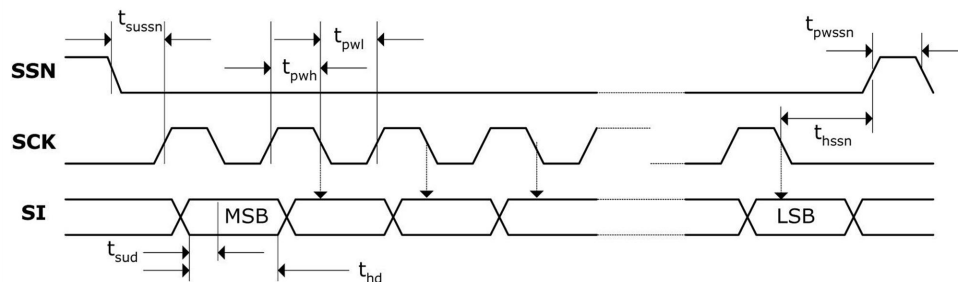 t_sussn
t_pwl
t_pwssn
SSN
t_pwh
SCK
t_hssn
SI
MSB
LSB
t_sud
t_hd